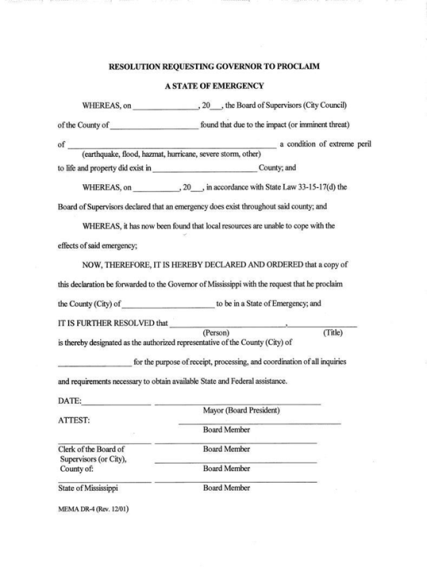 RESOLUTION REQUESTING GOVERNOR TO PROCLAIM
A STATE OF EMERGENCY
WHEREAS, on ____________, 20___, the Board of Supervisors (City Council)
of the County of ________________ found that due to the impact (or imminent threat)
of ________________________________ a condition of extreme peril
(earthquake, flood, hazmat, hurricane, severe storm, other)
to life and property did exist in __________________ County; and
WHEREAS, on _________, 20___, in accordance with State Law 33-15-17(d) the
Board of Supervisors declared that an emergency does exist throughout said county; and
WHEREAS, it has now been found that local resources are unable to cope with the
effects of said emergency;
NOW, THEREFORE, IT IS HEREBY DECLARED AND ORDERED that a copy of
this declaration be forwarded to the Governor of Mississippi with the request that he proclaim
the County (City) of ________________ to be in a State of Emergency; and
IT IS FURTHER RESOLVED that ____________________, __________
(Person) (Title)
is hereby designated as the authorized representative of the County (City) of
_____________ for the purpose of receipt, processing, and coordination of all inquiries
and requirements necessary to obtain available State and Federal assistance.
DATE:____________ ______________________________
Mayor (Board President)
ATTEST:
Board Member
Clerk of the Board of Board Member
Supervisors (or City),
County of: Board Member
State of Mississippi Board Member
MEMA DR-4 (Rev. 12/01)